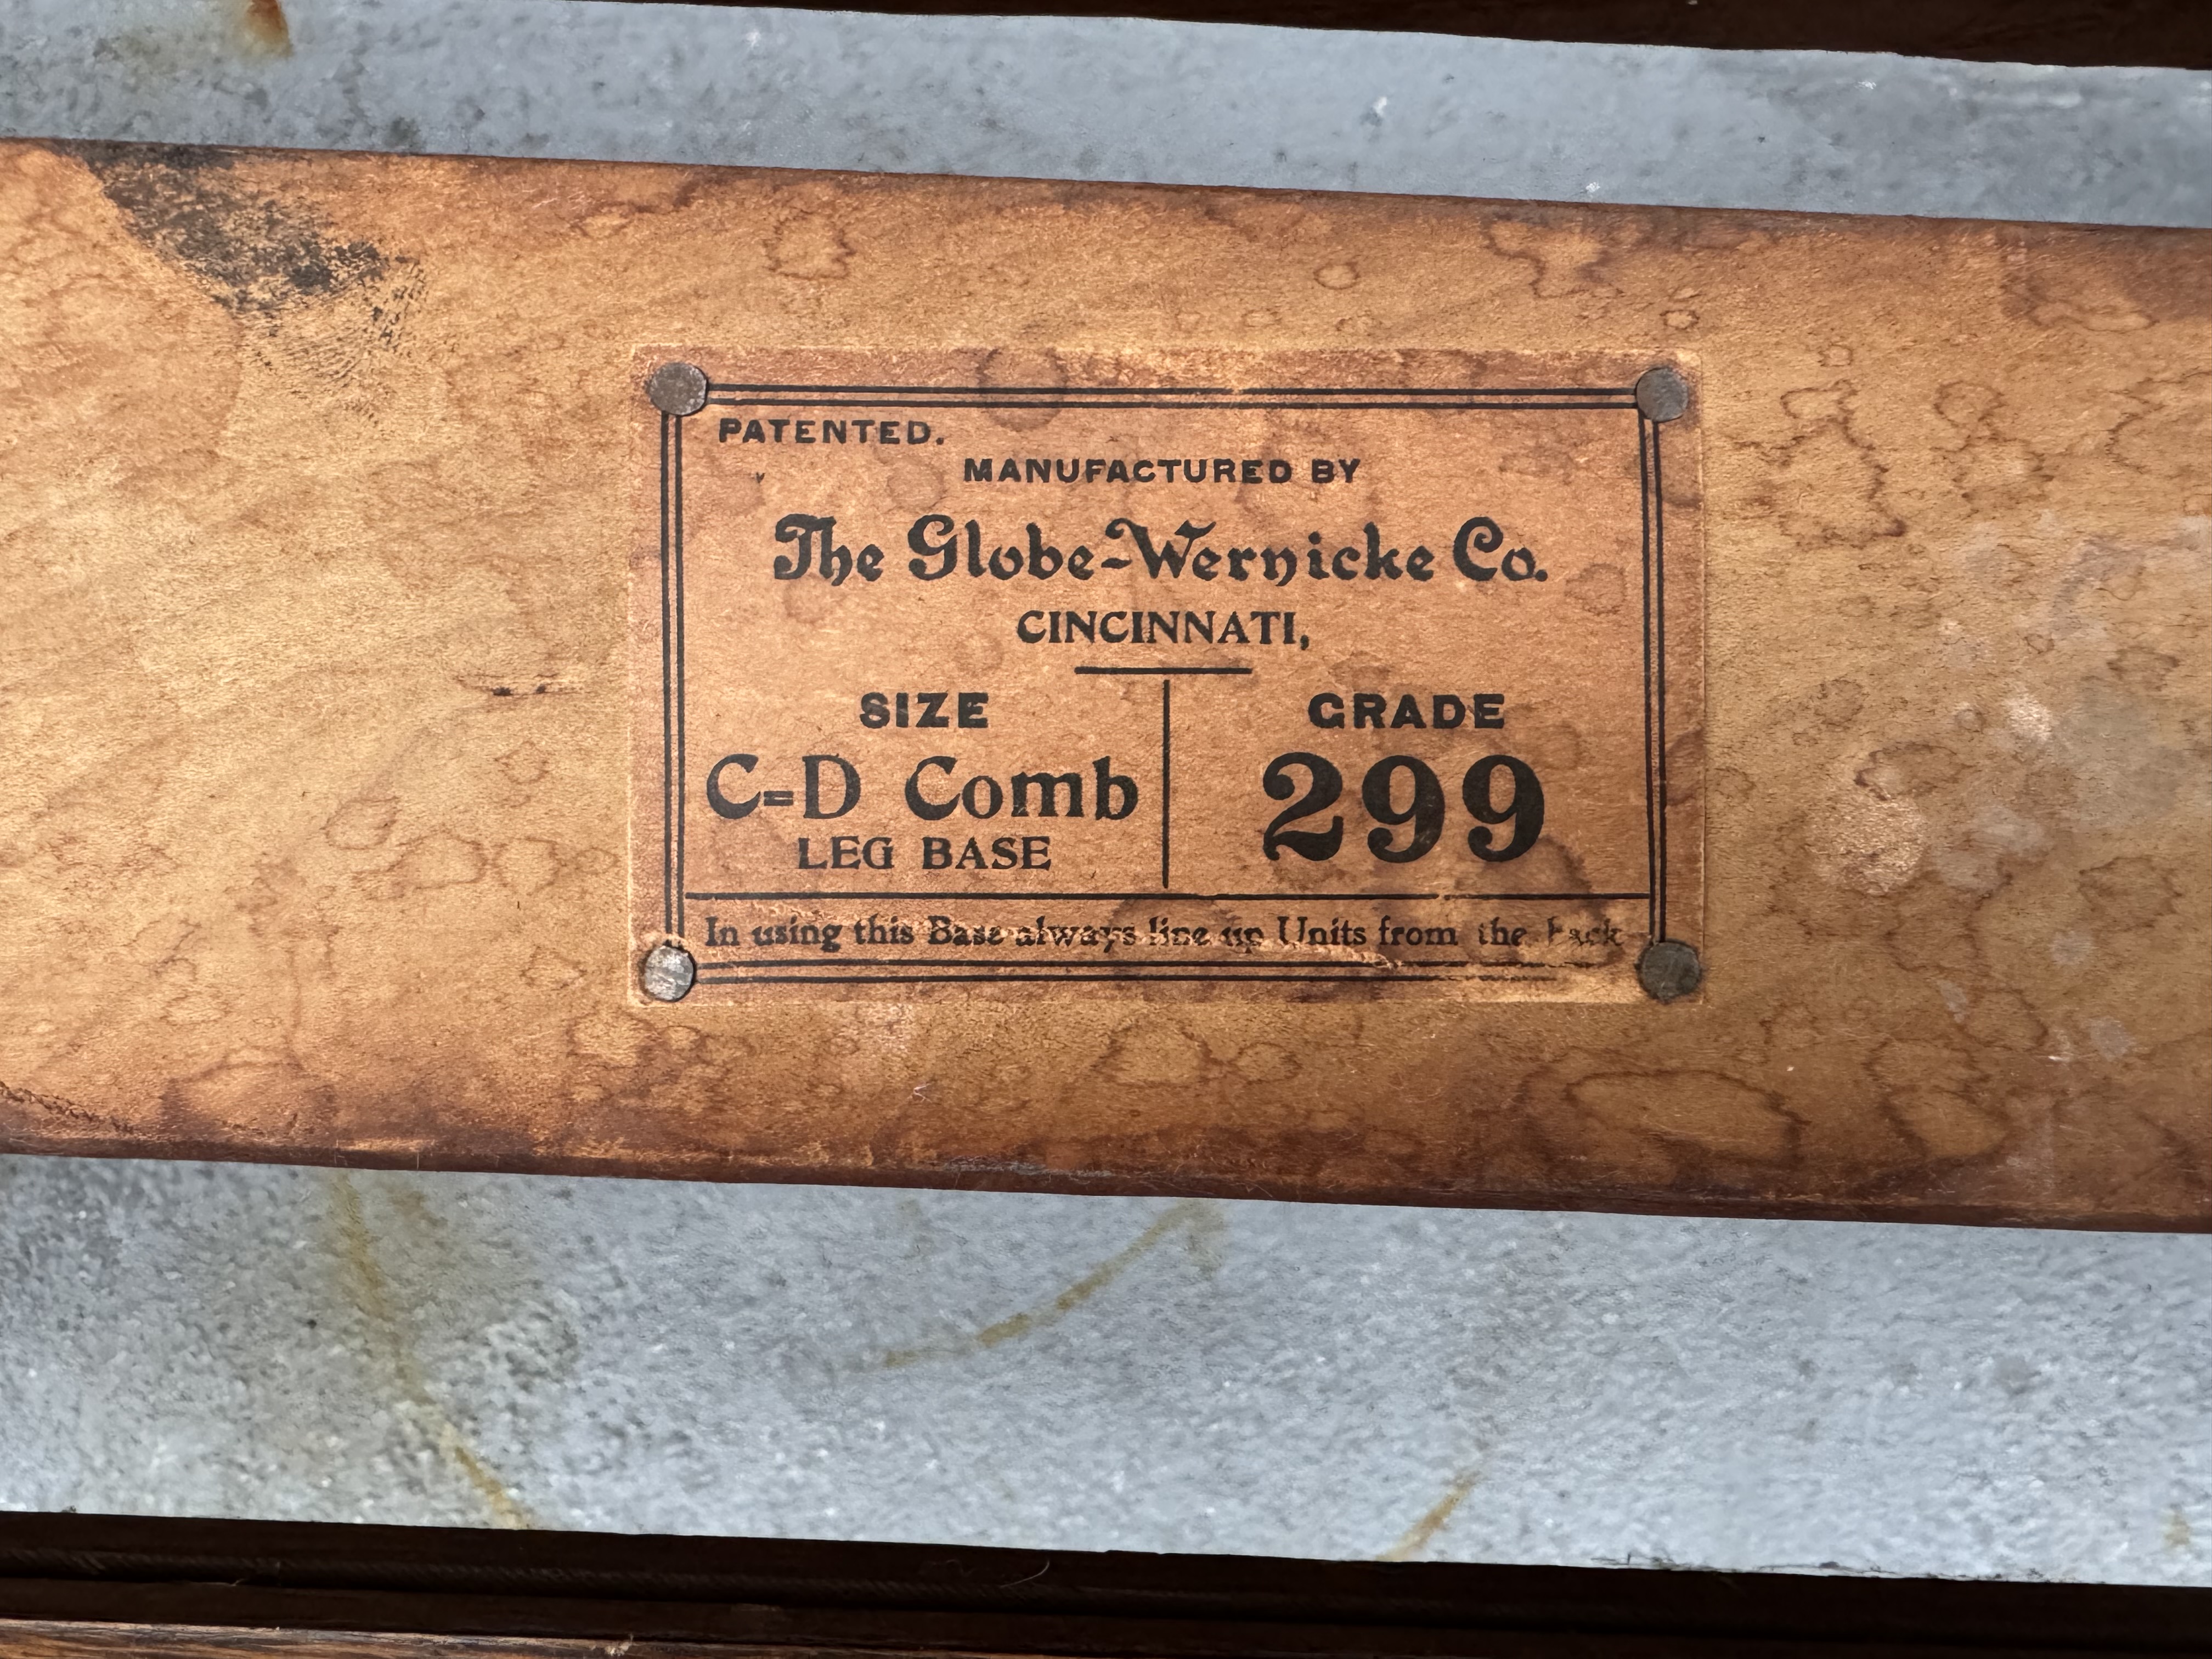 PATENTED.
MANUFACTURED BY
The Globe-Wernicke Co.
CINCINNATI,
SIZE
C=D Comb
LEG BASE
GRADE
299
In using this Base always line up Units from the back